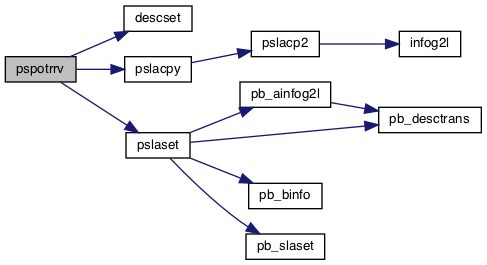 descset
pslacp2
infog2l
pspotrrv
pslacpy
pb_ainfog2l
pb_desctrans
pslaset
pb_binfo
pb_slaset